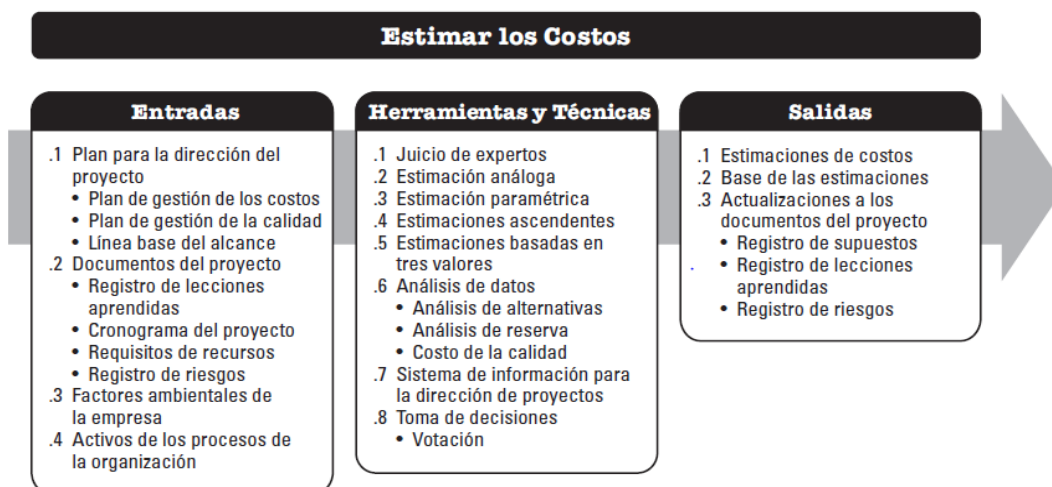 Estimar los Costos
Entradas
.1 Plan para la dirección del
proyecto
• Plan de gestión de los costos
• Plan de gestión de la calidad
• Línea base del alcance
.2 Documentos del proyecto
• Registro de lecciones
aprendidas
• Cronograma del proyecto
• Requisitos de recursos
• Registro de riesgos
.3 Factores ambientales de
la empresa
.4 Activos de los procesos de
la organización
Herramientas y Técnicas
.1 Juicio de expertos
.2 Estimación análoga
.3 Estimación paramétrica
.4 Estimaciones ascendentes
.5 Estimaciones basadas en
tres valores
.6 Análisis de datos
• Análisis de alternativas
• Análisis de reserva
• Costo de la calidad
.7 Sistema de información para
la dirección de proyectos
.8 Toma de decisiones
• Votación
Salidas
.1 Estimaciones de costos
.2 Base de las estimaciones
.3 Actualizaciones a los
documentos del proyecto
• Registro de supuestos
• Registro de lecciones
aprendidas
• Registro de riesgos